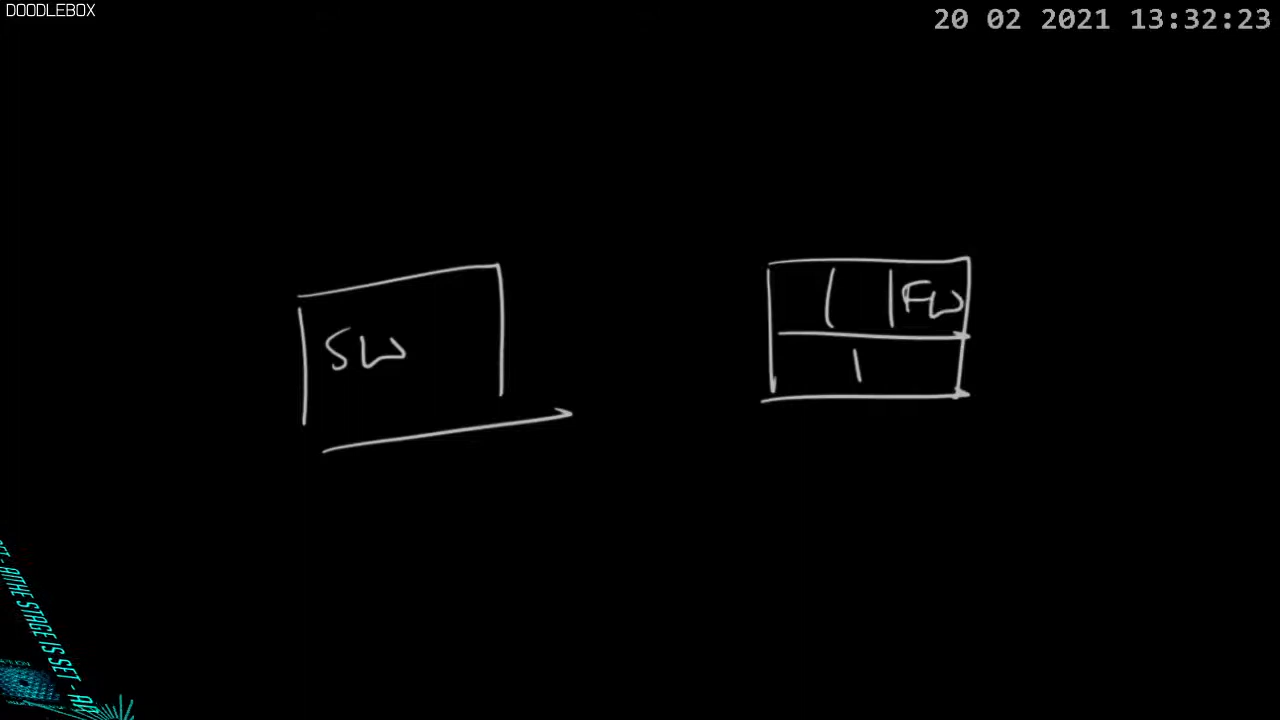 DOODLEBOX
20 02 2021 13:32:23
SW
FW
THE STAGE IS SET - A